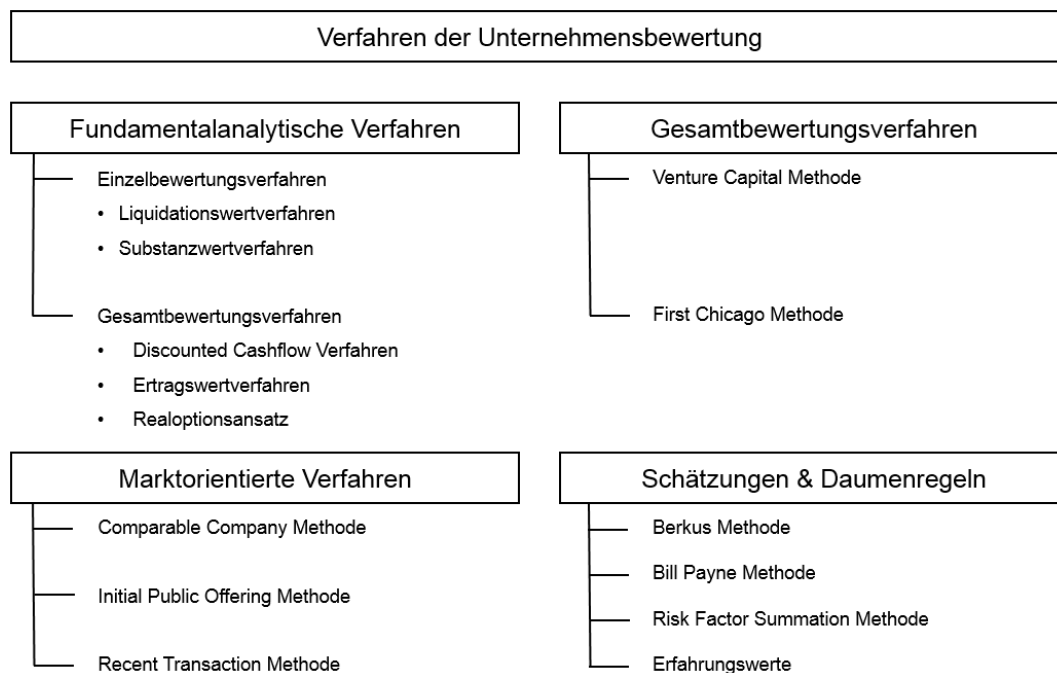 Verfahren der Unternehmensbewertung
Fundamentalanalytische Verfahren
Einzelbewertungsverfahren
• Liquidationswertverfahren
• Substanzwertverfahren
Gesamtbewertungsverfahren
• Discounted Cashflow Verfahren
• Ertragswertverfahren
• Realoptionsansatz
Gesamtbewertungsverfahren
Venture Capital Methode
First Chicago Methode
Marktorientierte Verfahren
Comparable Company Methode
Initial Public Offering Methode
Recent Transaction Methode
Schätzungen & Daumenregeln
Berkus Methode
Bill Payne Methode
Risk Factor Summation Methode
Erfahrungswerte